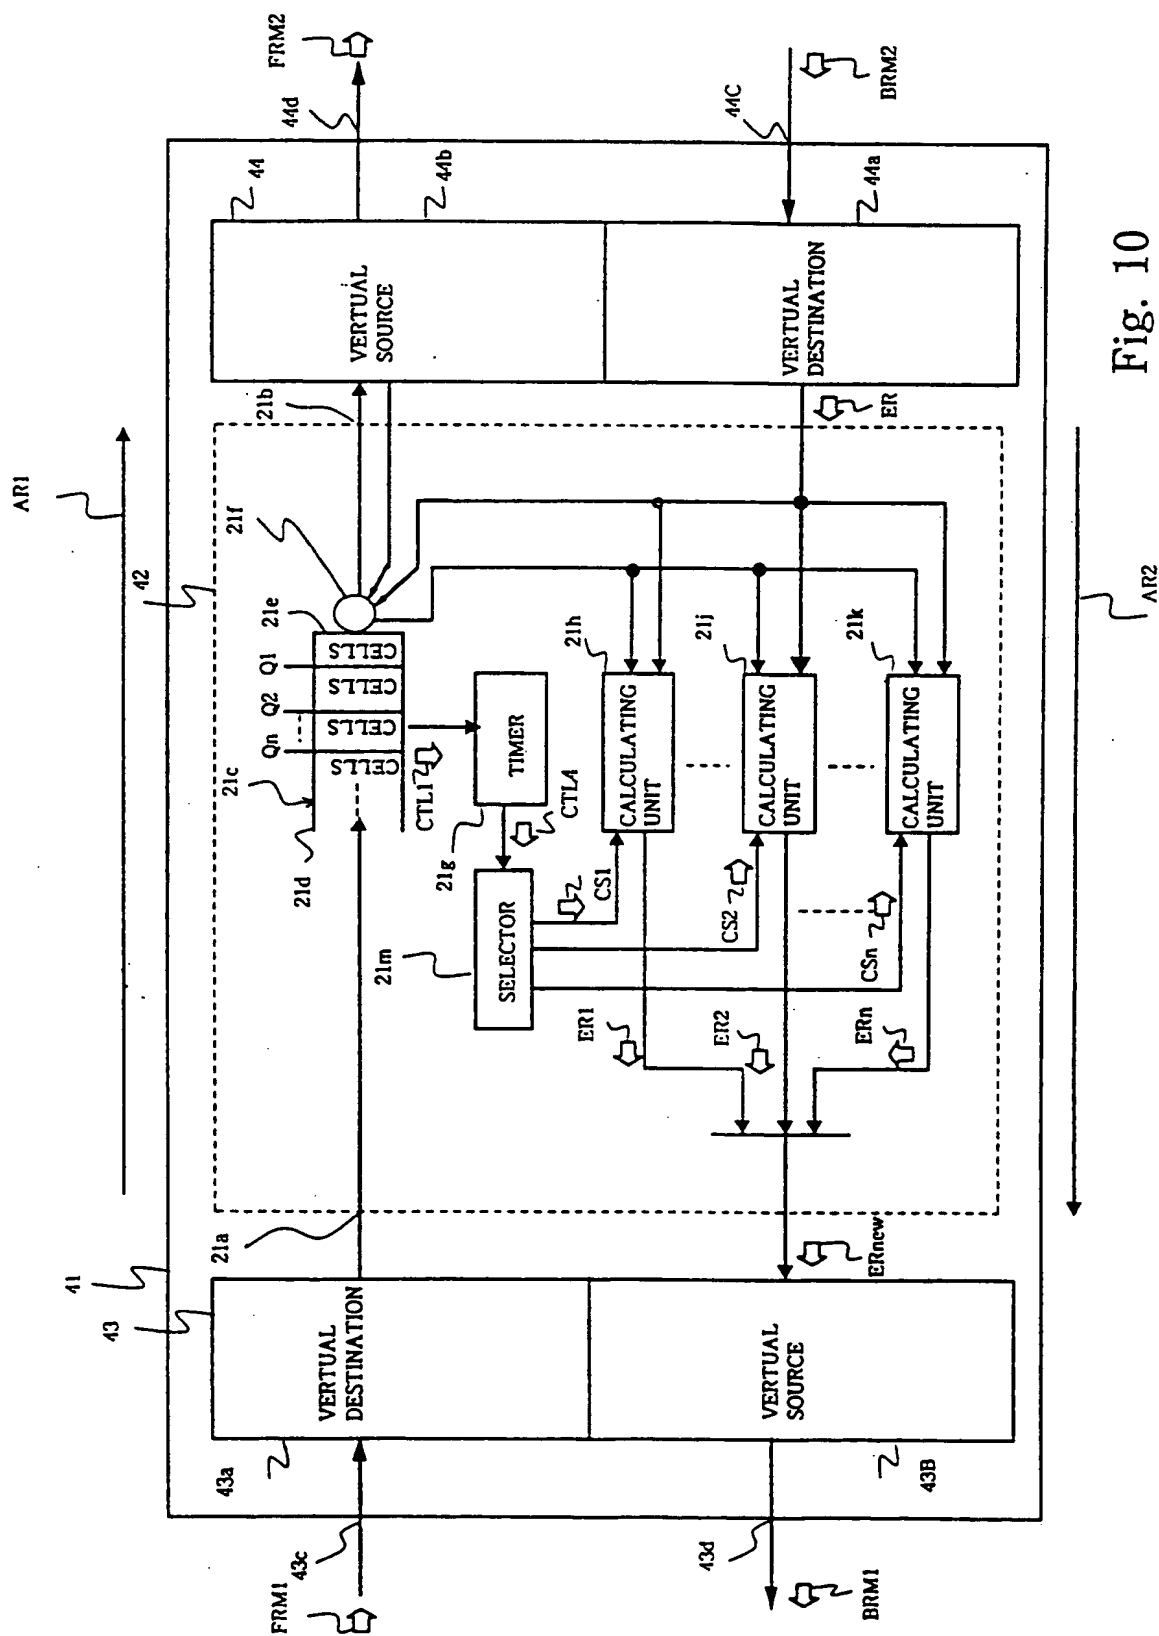 AR1
41
42
FRM1
43c
43a
43
VERTUAL
DESTINATION
21a
21d
21c
Qn
Q2
Q1
21e
21f
21b
CELLS
CELLS
CELLS
CELLS
44
VERTUAL
SOURCE
44b
44d
FRM2
CTL1
TIMER
21g
CTL4
SELECTOR
21m
CS1
CS2
CSn
21h
CALCULATING
UNIT
21j
CALCULATING
UNIT
21k
CALCULATING
UNIT
ER1
ER2
ERn
ERnew
ER
VERTUAL
SOURCE
43B
43d
BRM1
VERTUAL
DESTINATION
44a
44C
BRM2
AR2
Fig. 10